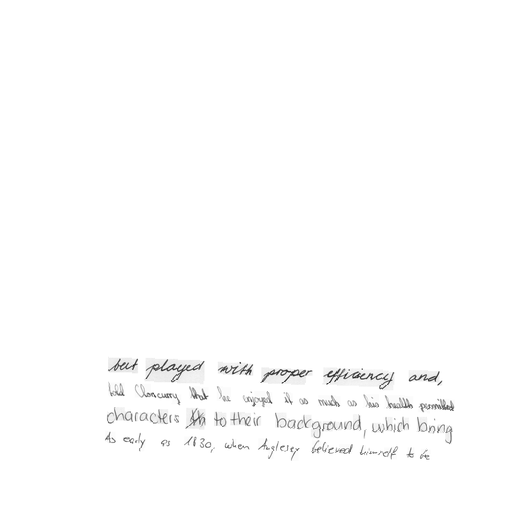 but played with proper efficiency and,
told Cloncurry that he enjoyed it as much as his health permitted
characters to their background, which bring
As early as 1830, when Anglesey believed himself to be